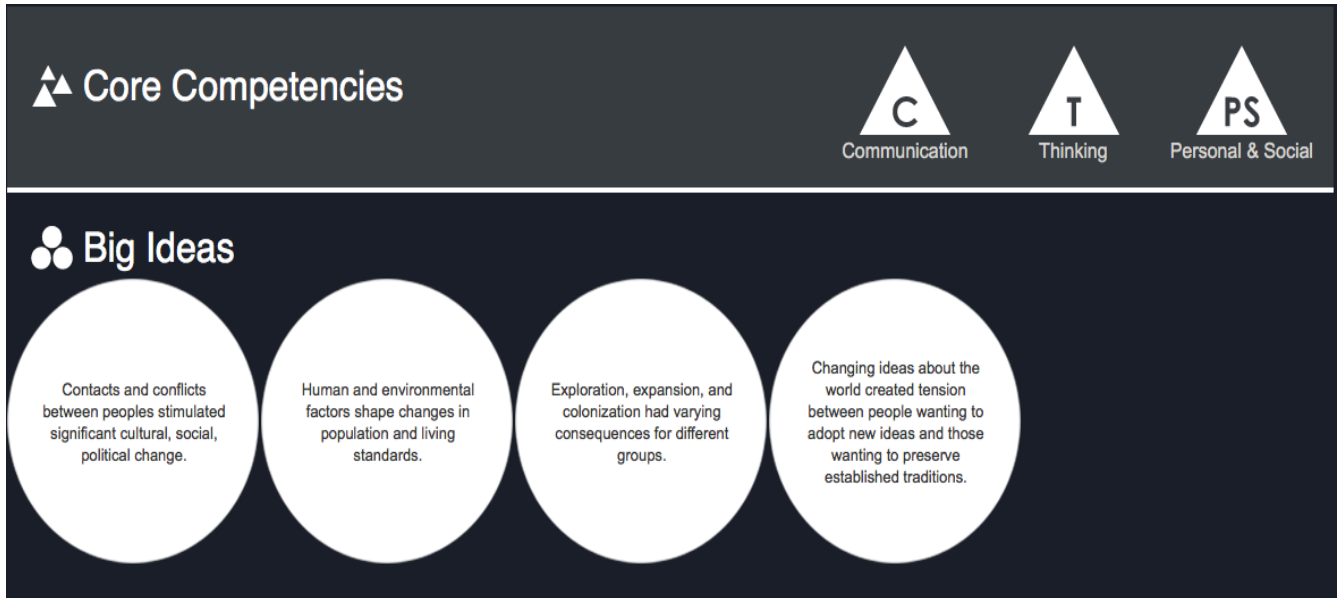 Core Competencies
C
Communication
T
Thinking
PS
Personal & Social
Big Ideas
Contacts and conflicts
between peoples stimulated
significant cultural, social,
political change.
Human and environmental
factors shape changes in
population and living
standards.
Exploration, expansion, and
colonization had varying
consequences for different
groups.
Changing ideas about the
world created tension
between people wanting to
adopt new ideas and those
wanting to preserve
established traditions.